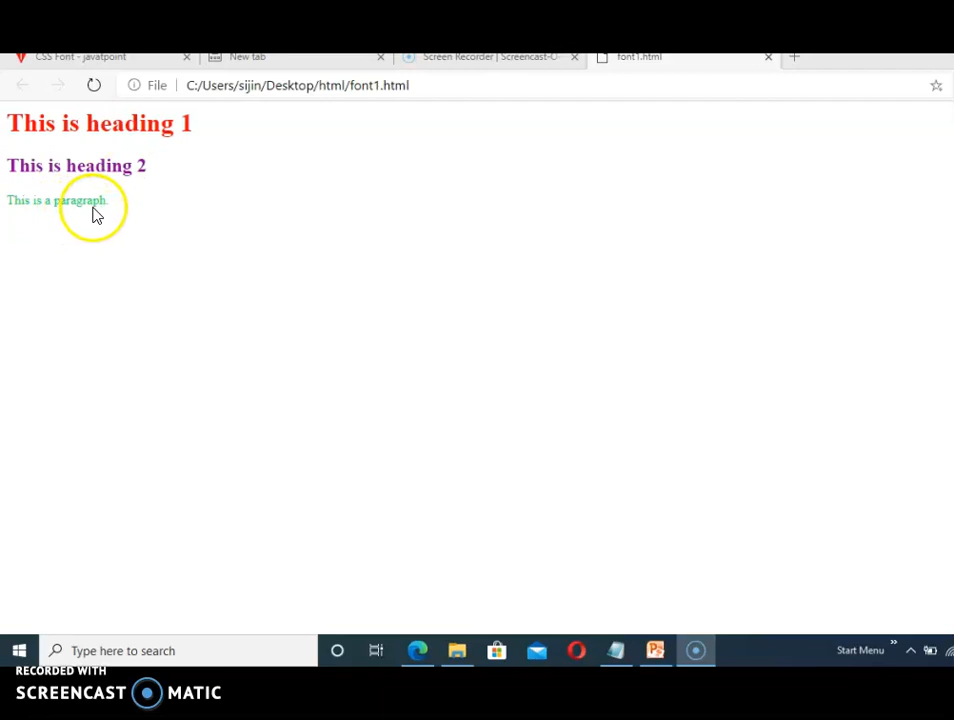 CSS Font - javatpoint
New tab
Screen Recorder | Screencast-O
font1.html
File
C:/Users/sijin/Desktop/html/font1.html
This is heading 1
This is heading 2
This is a paragraph.
Type here to search
Start Menu
RECORDED WITH
SCREENCAST MATIC